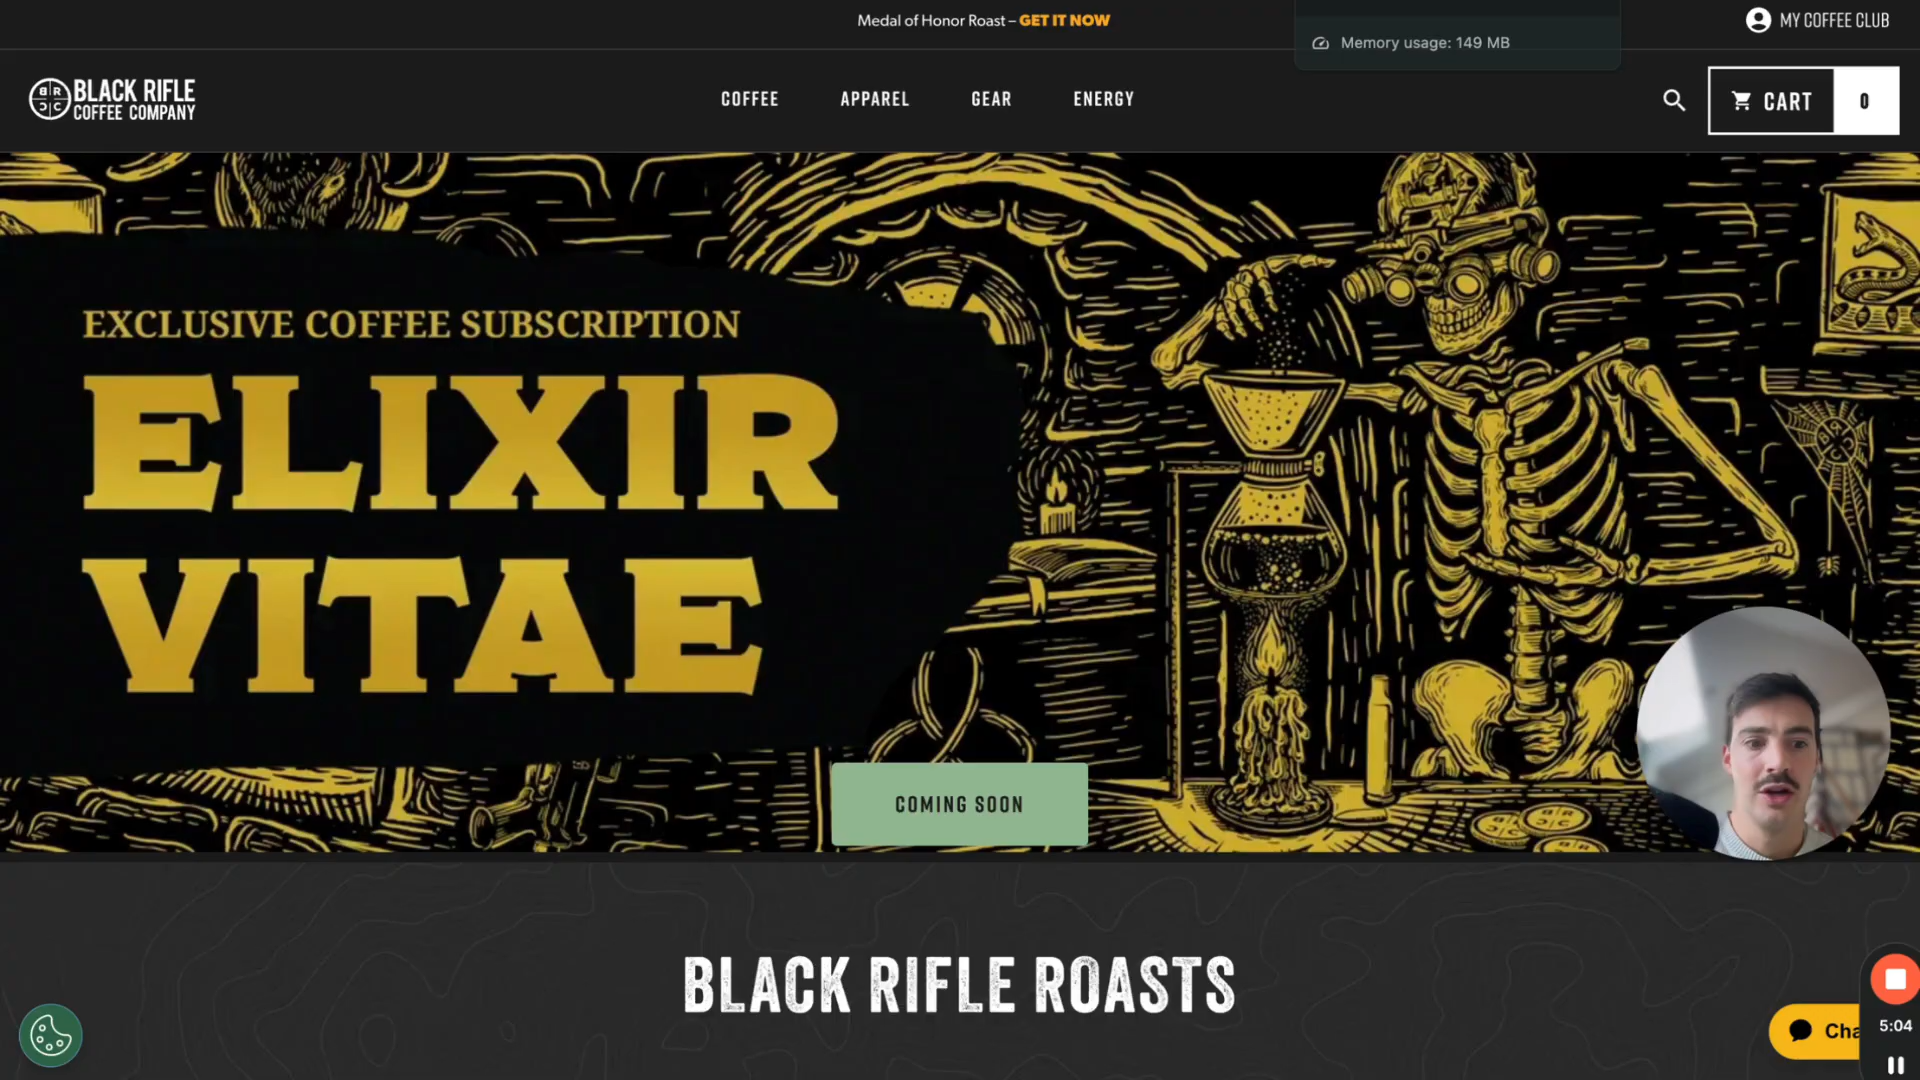 Medal of Honor Roast – GET IT NOW
Memory usage: 149 MB
MY COFFEE CLUB
BLACK RIFLE
COFFEE COMPANY
COFFEE
APPAREL
GEAR
ENERGY
CART
0
EXCLUSIVE COFFEE SUBSCRIPTION
ELIXIR
VITAE
COMING SOON
BLACK RIFLE ROASTS
5:04